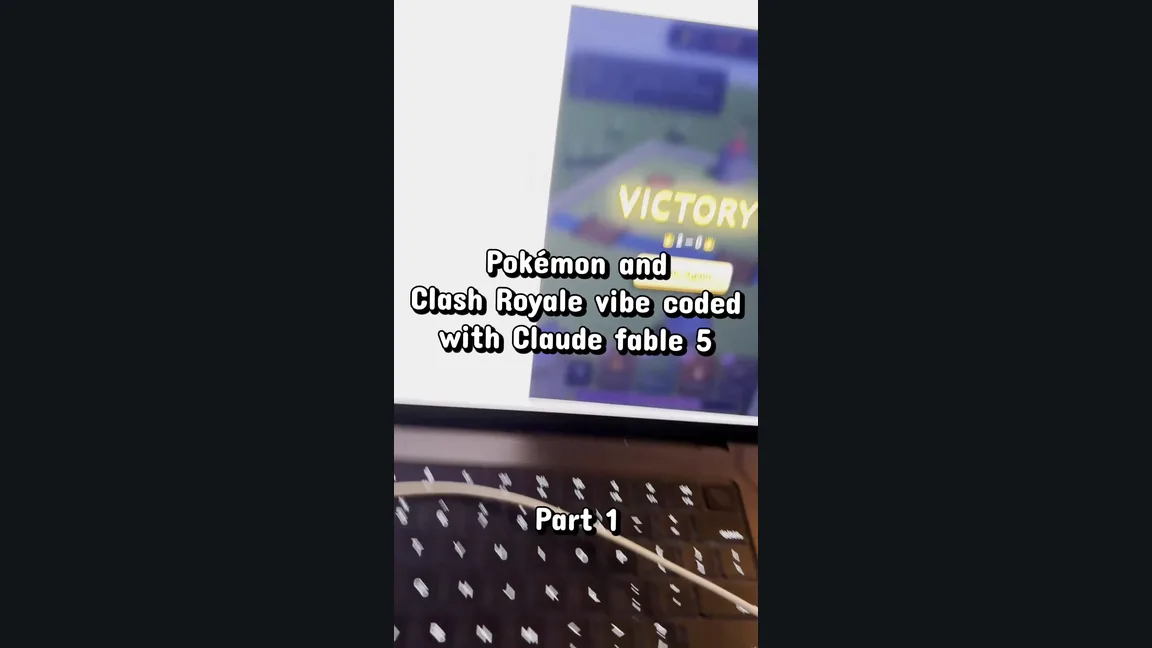 VICTORY
Pokémon and
Clash Royale vibe coded
with Claude fable 5
Part 1